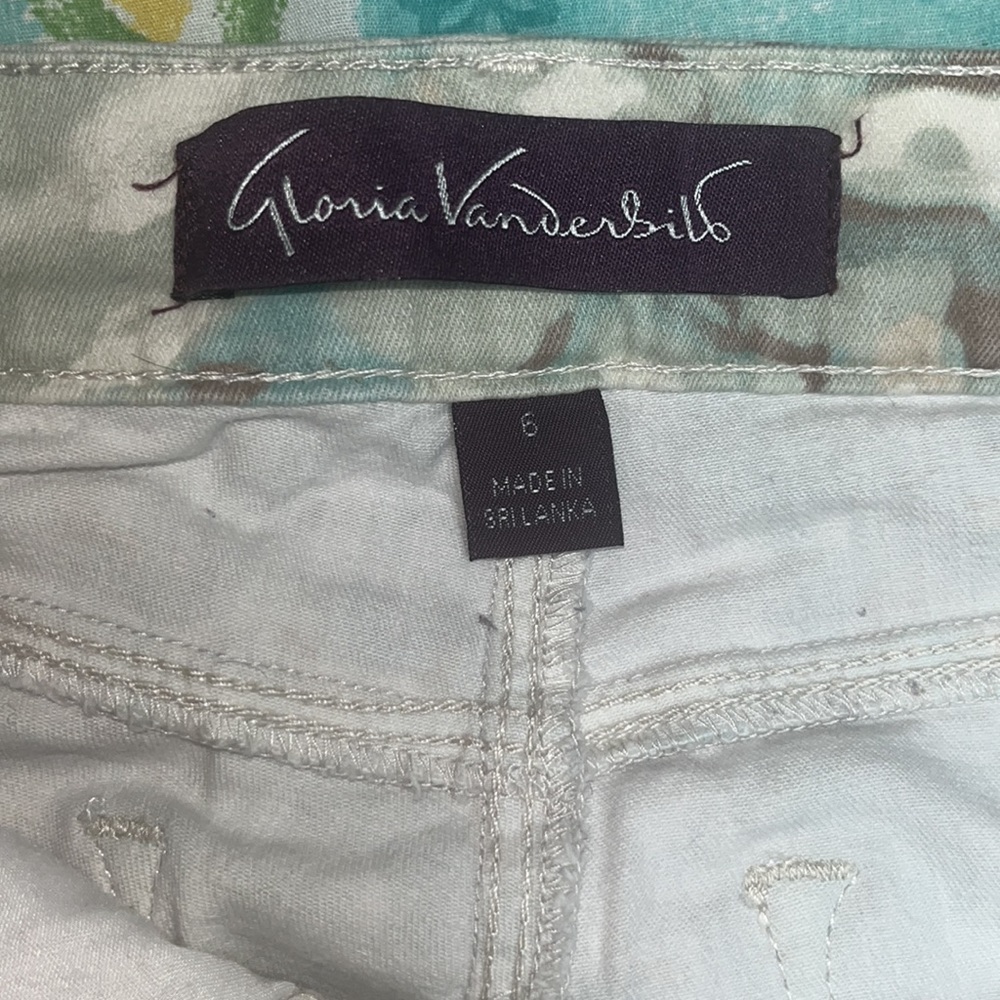 Gloria Vanderbilt
6
MADE IN
SRI LANKA